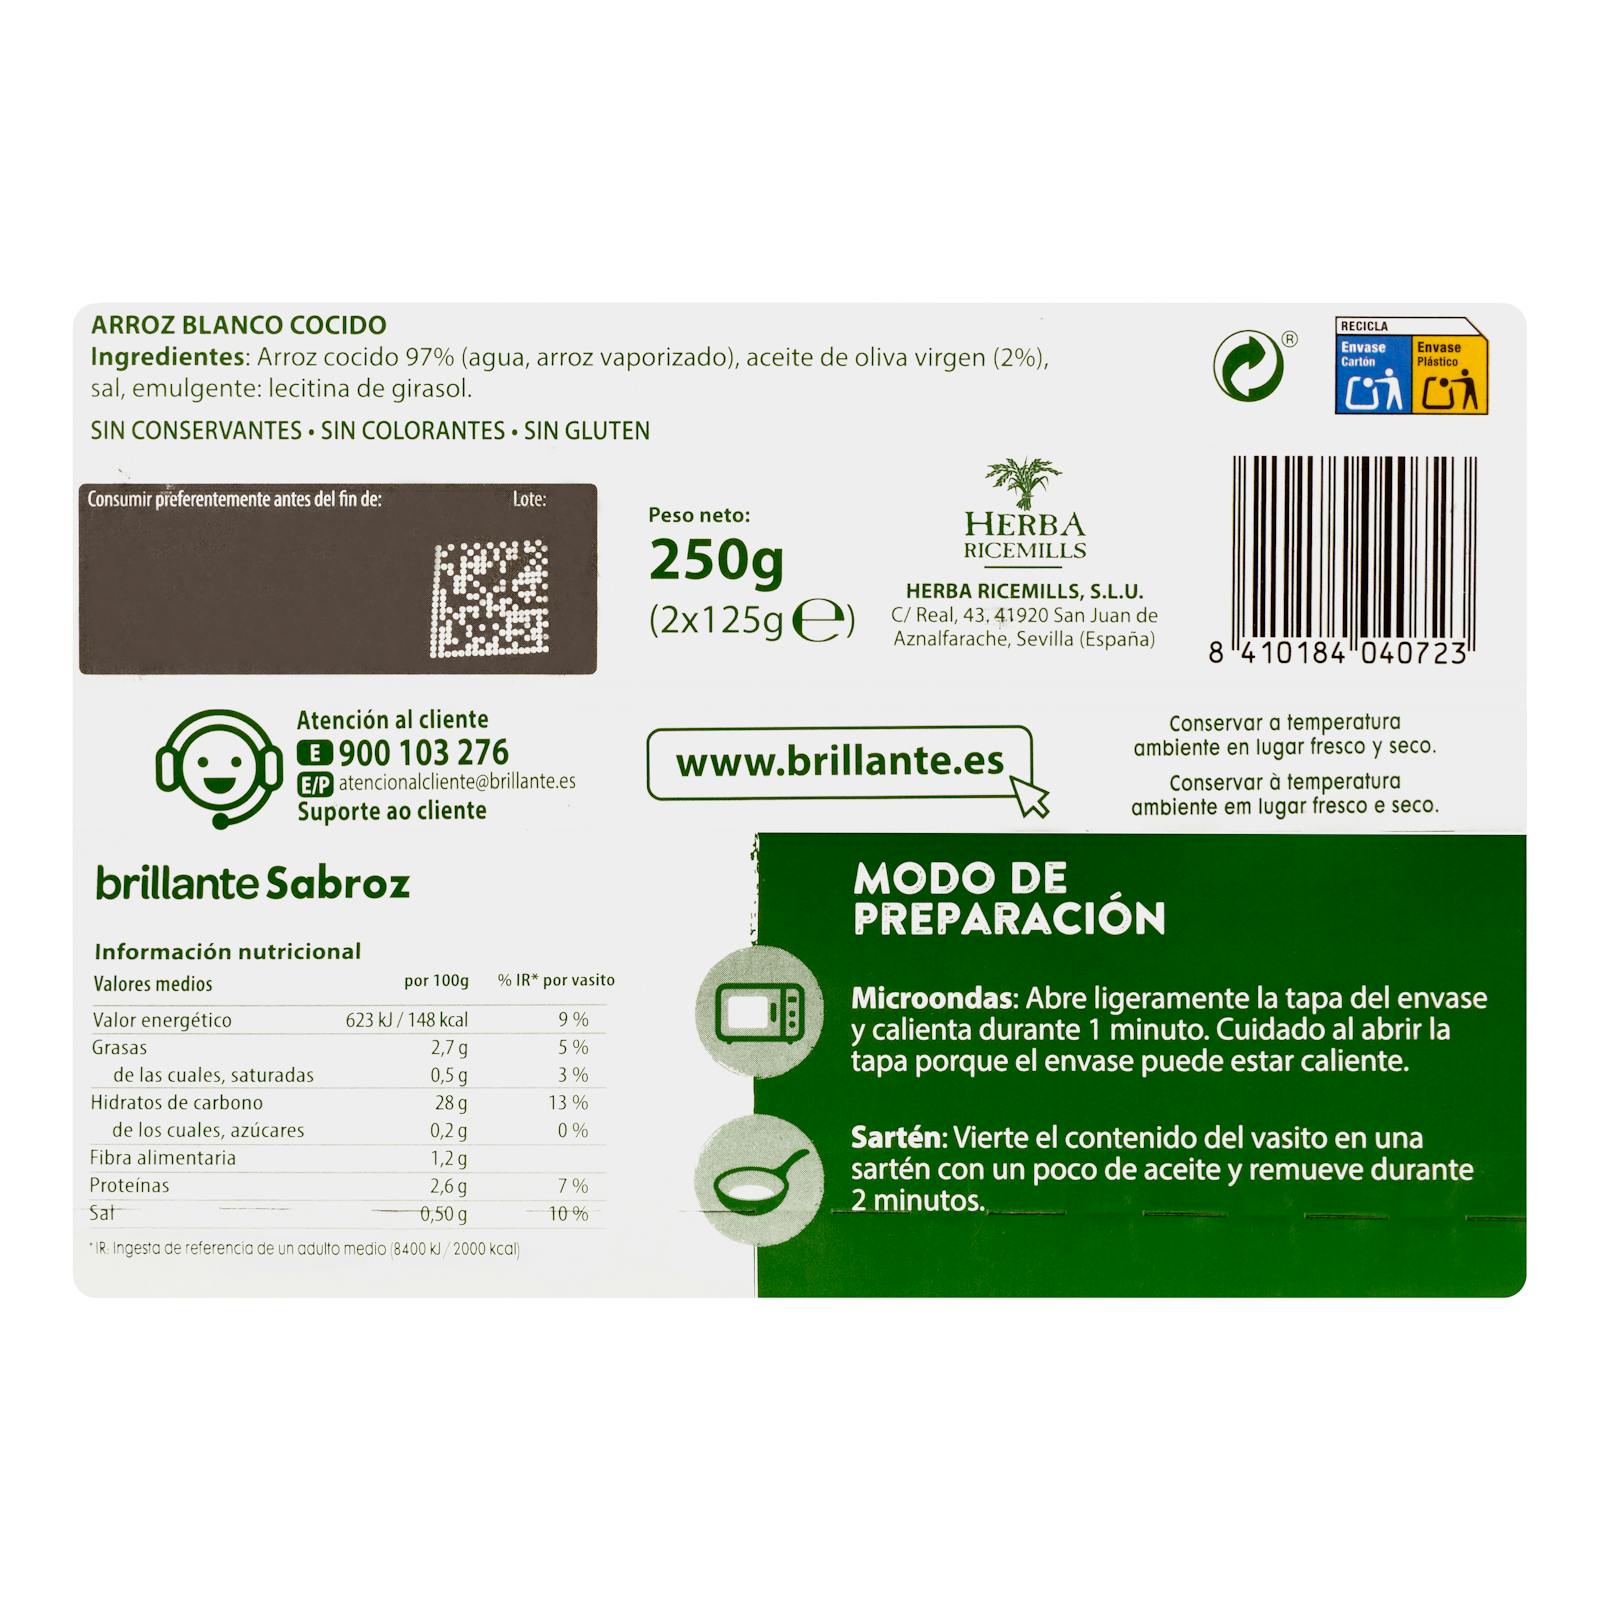 ARROZ BLANCO COCIDO
Ingredientes: Arroz cocido 97% (agua, arroz vaporizado), aceite de oliva virgen (2%),
sal, emulgente: lecitina de girasol.
SIN CONSERVANTES • SIN COLORANTES • SIN GLUTEN
®
RECICLA
Envase
Cartón
Envase
Plástico
Consumir preferentemente antes del fin de:
Lote:
Peso neto:
250g
(2x125g ℮)
HERBA
RICEMILLS
HERBA RICEMILLS, S.L.U.
C/ Real, 43, 41920 San Juan de
Aznalfarache, Sevilla (España)
8 410184 040723
Atención al cliente
E 900 103 276
E/P atencionalcliente@brillante.es
Suporte ao cliente
www.brillante.es
Conservar a temperatura
ambiente en lugar fresco y seco.
Conservar à temperatura
ambiente em lugar fresco e seco.
brillante Sabroz
Información nutricional
Valores medios por 100g % IR* por vasito
Valor energético 623 kJ / 148 kcal 9 %
Grasas 2,7 g 5 %
de las cuales, saturadas 0,5 g 3 %
Hidratos de carbono 28 g 13 %
de los cuales, azúcares 0,2 g 0 %
Fibra alimentaria 1,2 g
Proteínas 2,6 g 7 %
Sal 0,50 g 10 %
*IR: Ingesta de referencia de un adulto medio (8400 kJ / 2000 kcal)
MODO DE
PREPARACIÓN
Microondas: Abre ligeramente la tapa del envase
y calienta durante 1 minuto. Cuidado al abrir la
tapa porque el envase puede estar caliente.
Sartén: Vierte el contenido del vasito en una
sartén con un poco de aceite y remueve durante
2 minutos.